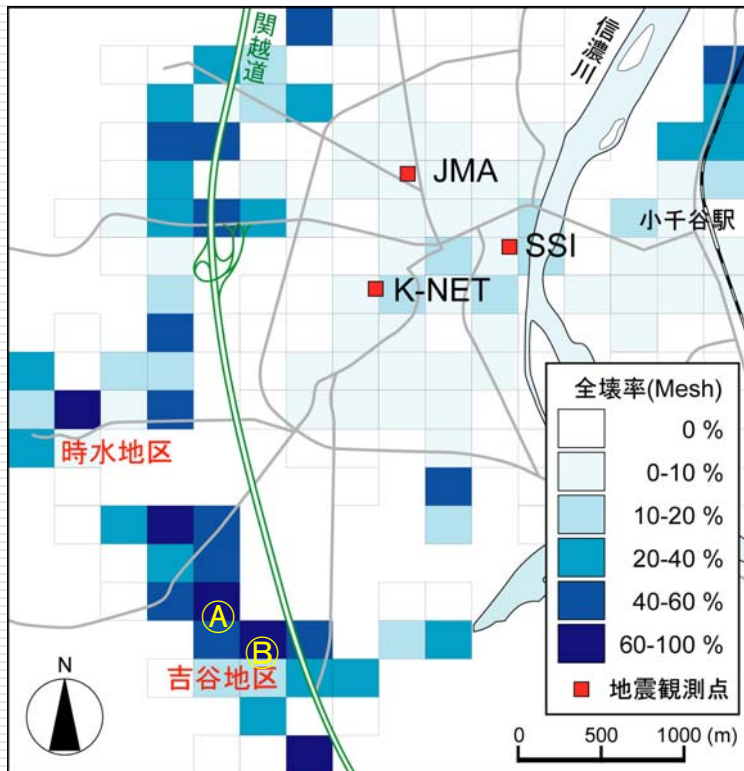 関越道
信濃川
JMA
小千谷駅
SSI
K-NET
時水地区
Ⓐ
Ⓑ
吉谷地区
N
全壊率(Mesh)
0 %
0-10 %
10-20 %
20-40 %
40-60 %
60-100 %
地震観測点
0 500 1000 (m)